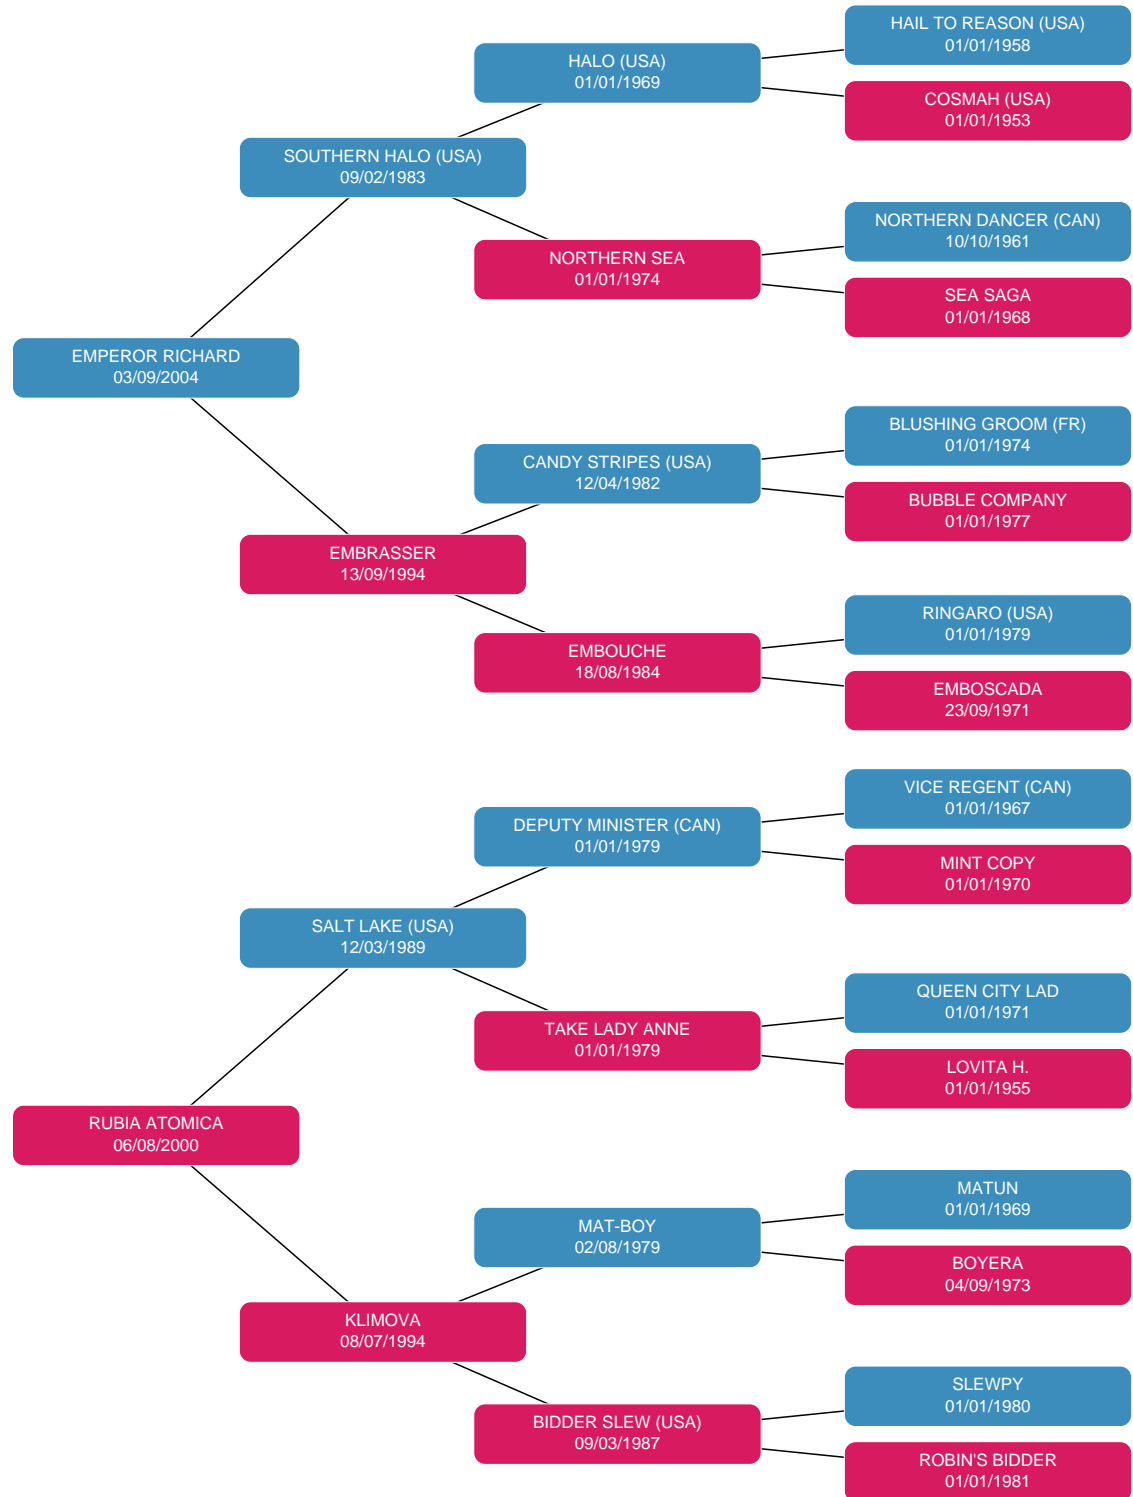 HAIL TO REASON (USA)
01/01/1958
HALO (USA)
01/01/1969
COSMAH (USA)
01/01/1953
SOUTHERN HALO (USA)
09/02/1983
NORTHERN DANCER (CAN)
10/10/1961
NORTHERN SEA
01/01/1974
SEA SAGA
01/01/1968
EMPEROR RICHARD
03/09/2004
BLUSHING GROOM (FR)
01/01/1974
CANDY STRIPES (USA)
12/04/1982
BUBBLE COMPANY
01/01/1977
EMBRASSER
13/09/1994
RINGARO (USA)
01/01/1979
EMBOUCHE
18/08/1984
EMBOSCADA
23/09/1971
VICE REGENT (CAN)
01/01/1967
DEPUTY MINISTER (CAN)
01/01/1979
MINT COPY
01/01/1970
SALT LAKE (USA)
12/03/1989
QUEEN CITY LAD
01/01/1971
TAKE LADY ANNE
01/01/1979
LOVITA H.
01/01/1955
RUBIA ATOMICA
06/08/2000
MATUN
01/01/1969
MAT-BOY
02/08/1979
BOYERA
04/09/1973
KLIMOVA
08/07/1994
SLEWPY
01/01/1980
BIDDER SLEW (USA)
09/03/1987
ROBIN'S BIDDER
01/01/1981